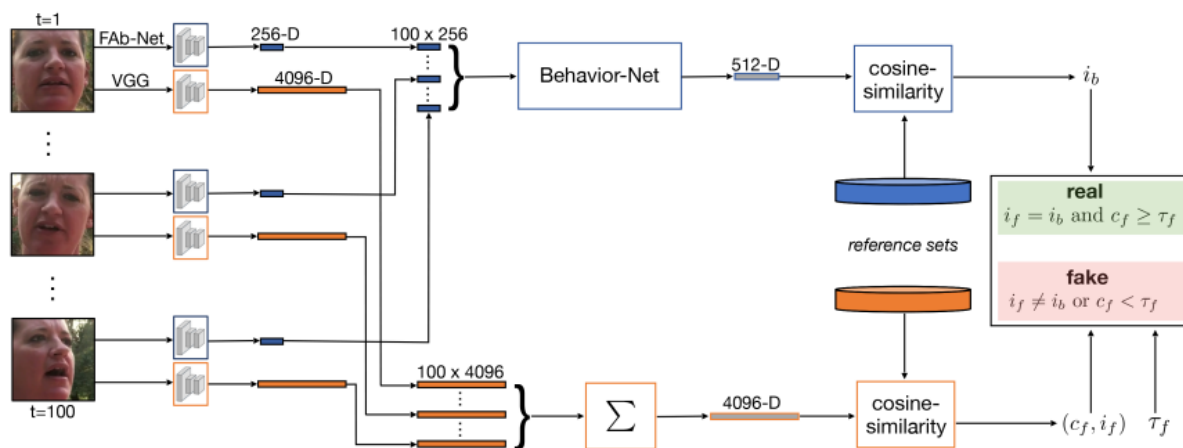 t=1
FAb-Net
256-D
100 x 256
VGG
4096-D
Behavior-Net
512-D
cosine-
similarity
i_b
real
i_f = i_b and c_f ≥ τ_f
reference sets
fake
i_f ≠ i_b or c_f < τ_f
t=100
100 x 4096
∑
4096-D
cosine-
similarity
(c_f, i_f)
τ_f